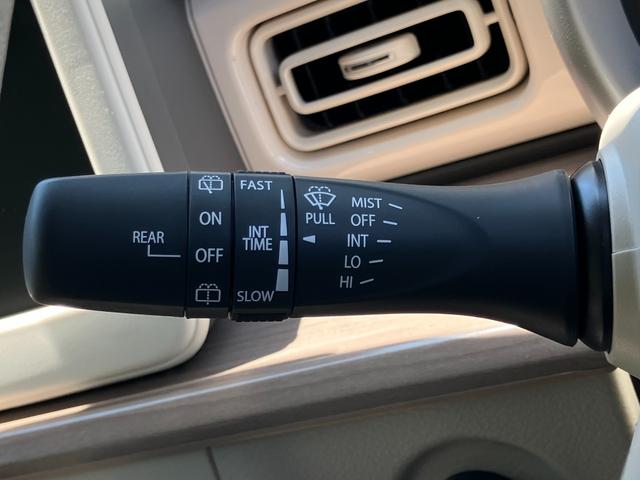 REAR
ON
OFF
FAST
INT
TIME
SLOW
PULL
MIST
OFF
INT
LO
HI